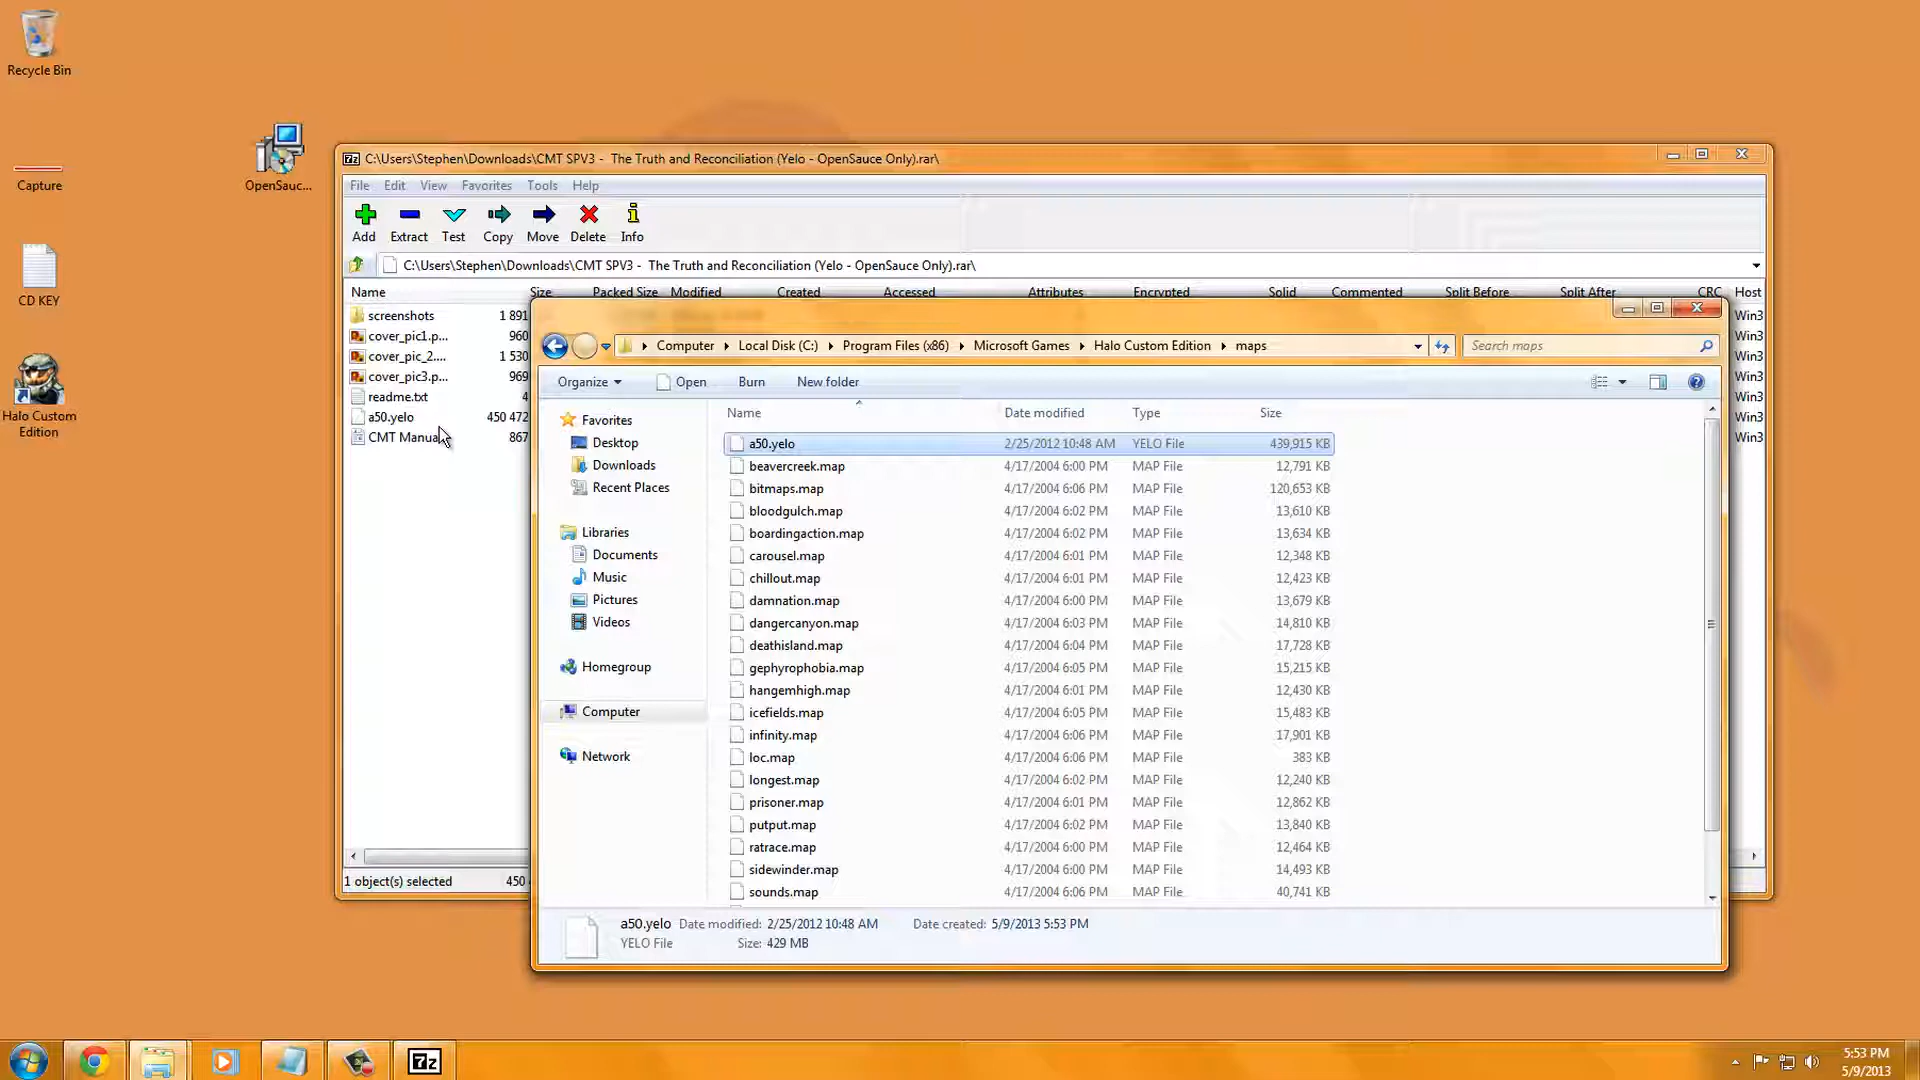 Recycle Bin
Capture
CD KEY
Halo Custom
Edition
OpenSauc...
7z C:\Users\Stephen\Downloads\CMT SPV3 -  The Truth and Reconciliation (Yelo - OpenSauce Only).rar\
File Edit View Favorites Tools Help
Add Extract Test Copy Move Delete Info
C:\Users\Stephen\Downloads\CMT SPV3 -  The Truth and Reconciliation (Yelo - OpenSauce Only).rar\
Name Size Packed Size Modified Created Accessed Attributes Encrypted Solid Commented Split Before Split After CRC Host
screenshots 1 891 Win3
cover_pic1.p... 960 Win3
cover_pic_2.... 1 530 Win3
cover_pic3.p... 969 Win3
readme.txt 4 Win3
a50.yelo 450 472 Win3
CMT Manua 867 Win3
1 object(s) selected 450
Computer Local Disk (C:) Program Files (x86) Microsoft Games Halo Custom Edition maps Search maps
Organize Open Burn New folder
Favorites
Desktop
Downloads
Recent Places
Libraries
Documents
Music
Pictures
Videos
Homegroup
Computer
Network
Name Date modified Type Size
a50.yelo 2/25/2012 10:48 AM YELO File 439,915 KB
beavercreek.map 4/17/2004 6:00 PM MAP File 12,791 KB
bitmaps.map 4/17/2004 6:06 PM MAP File 120,653 KB
bloodgulch.map 4/17/2004 6:02 PM MAP File 13,610 KB
boardingaction.map 4/17/2004 6:02 PM MAP File 13,634 KB
carousel.map 4/17/2004 6:01 PM MAP File 12,348 KB
chillout.map 4/17/2004 6:01 PM MAP File 12,423 KB
damnation.map 4/17/2004 6:00 PM MAP File 13,679 KB
dangercanyon.map 4/17/2004 6:03 PM MAP File 14,810 KB
deathisland.map 4/17/2004 6:04 PM MAP File 17,728 KB
gephyrophobia.map 4/17/2004 6:05 PM MAP File 15,215 KB
hangemhigh.map 4/17/2004 6:01 PM MAP File 12,430 KB
icefields.map 4/17/2004 6:05 PM MAP File 15,483 KB
infinity.map 4/17/2004 6:06 PM MAP File 17,901 KB
loc.map 4/17/2004 6:06 PM MAP File 383 KB
longest.map 4/17/2004 6:02 PM MAP File 12,240 KB
prisoner.map 4/17/2004 6:01 PM MAP File 12,862 KB
putput.map 4/17/2004 6:02 PM MAP File 13,840 KB
ratrace.map 4/17/2004 6:00 PM MAP File 12,464 KB
sidewinder.map 4/17/2004 6:00 PM MAP File 14,493 KB
sounds.map 4/17/2004 6:06 PM MAP File 40,741 KB
a50.yelo Date modified: 2/25/2012 10:48 AM Date created: 5/9/2013 5:53 PM
YELO File Size: 429 MB
7z
5:53 PM
5/9/2013